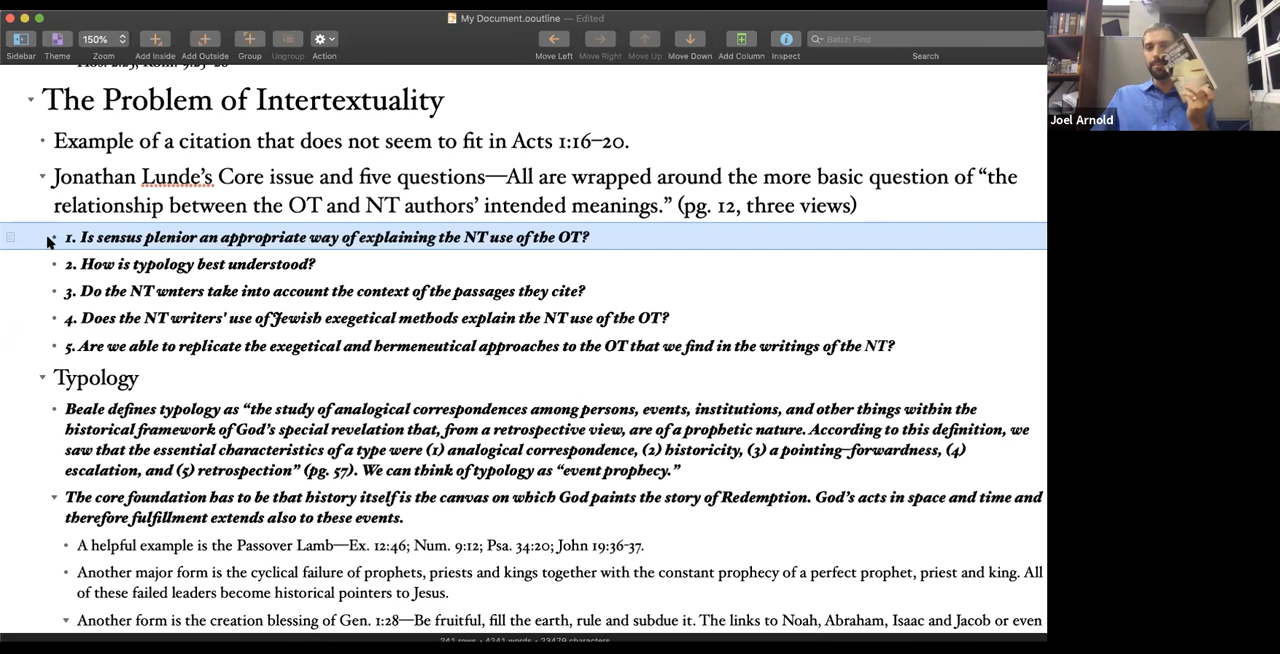 My Document.ooutline — Edited
150%
Batch Find
Sidebar Theme Zoom Add Inside Add Outside Group Ungroup Action Move Left Move Right Move Up Move Down Add Column Inspect Search
Joel Arnold
The Problem of Intertextuality
Example of a citation that does not seem to fit in Acts 1:16–20.
Jonathan Lunde's Core issue and five questions—All are wrapped around the more basic question of “the
relationship between the OT and NT authors' intended meanings.” (pg. 12, three views)
1. Is sensus plenior an appropriate way of explaining the NT use of the OT?
2. How is typology best understood?
3. Do the NT wnters take into account the context of the passages they cite?
4. Does the NT writers' use of Jewish exegetical methods explain the NT use of the OT?
5. Are we able to replicate the exegetical and hermeneutical approaches to the OT that we find in the writings of the NT?
Typology
Beale defines typology as “the study of analogical correspondences among persons, events, institutions, and other things within the
historical framework of God's special revelation that, from a retrospective view, are of a prophetic nature. According to this definition, we
saw that the essential characteristics of a type were (1) analogical correspondence, (2) historicity, (3) a pointing–forwardness, (4)
escalation, and (5) retrospection” (pg. 57). We can think of typology as “event prophecy.”
The core foundation has to be that history itself is the canvas on which God paints the story of Redemption. God's acts in space and time and
therefore fulfillment extends also to these events.
A helpful example is the Passover Lamb—Ex. 12:46; Num. 9:12; Psa. 34:20; John 19:36-37.
Another major form is the cyclical failure of prophets, priests and kings together with the constant prophecy of a perfect prophet, priest and king. All
of these failed leaders become historical pointers to Jesus.
Another form is the creation blessing of Gen. 1:28—Be fruitful, fill the earth, rule and subdue it. The links to Noah, Abraham, Isaac and Jacob or even